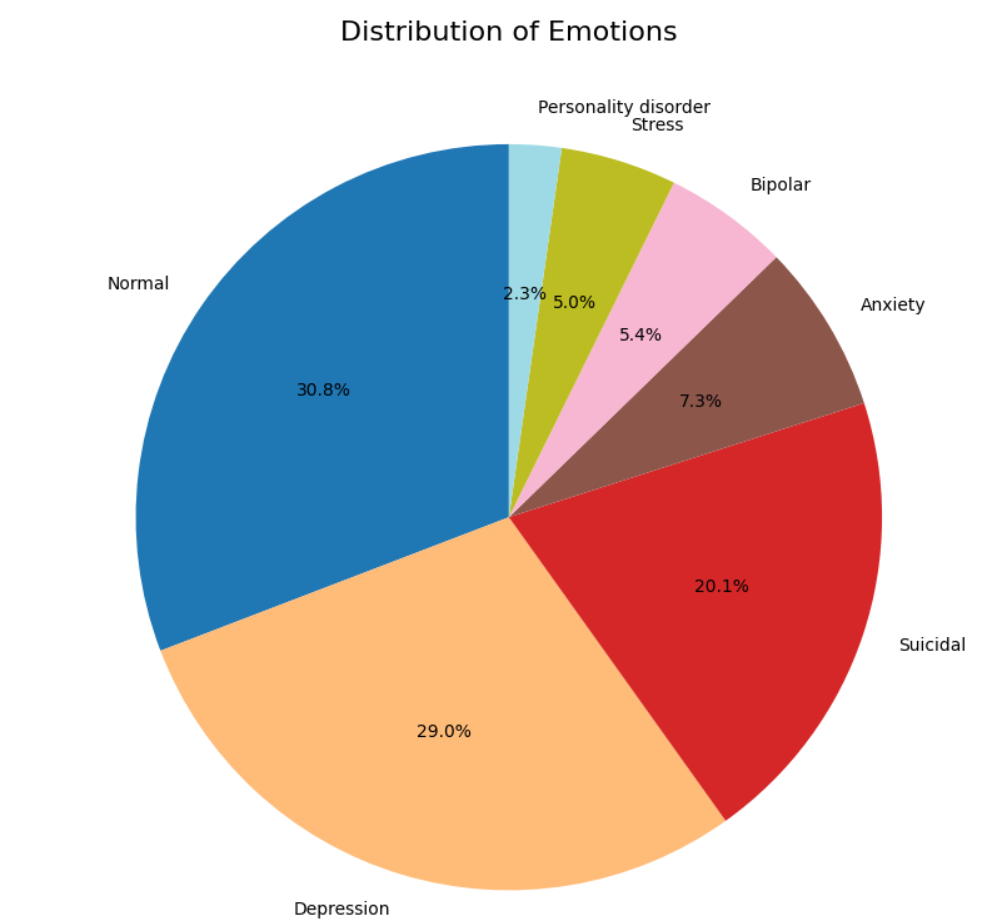 Distribution of Emotions
Personality disorder
Stress
Bipolar
Normal
2.3%
5.0%
Anxiety
5.4%
30.8%
7.3%
20.1%
Suicidal
29.0%
Depression